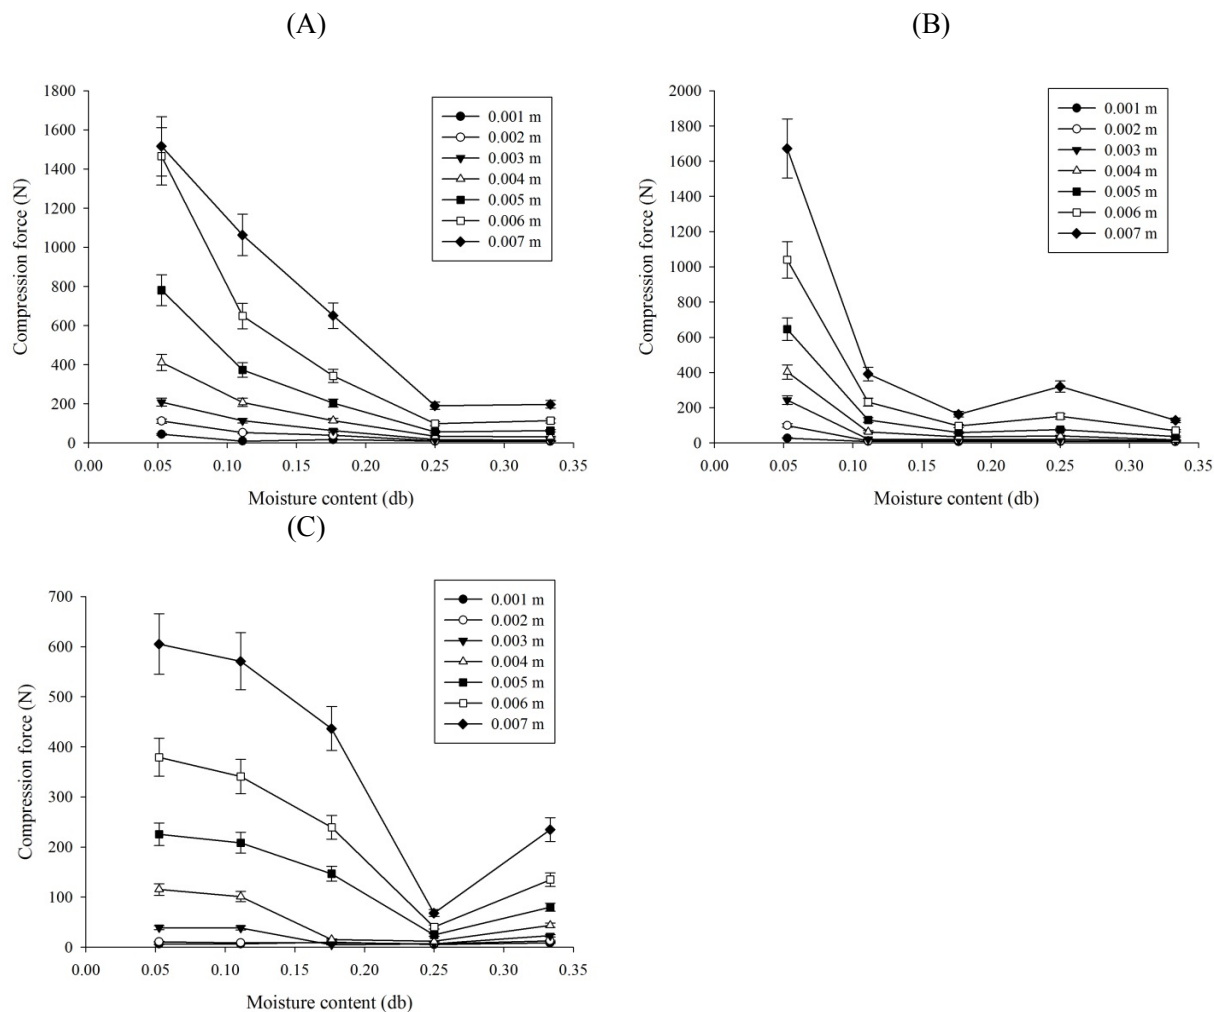 (A)
1800
1600
1400
1200
1000
800
600
400
200
0
Compression force (N)
0.00 0.05 0.10 0.15 0.20 0.25 0.30 0.35
Moisture content (db)
0.001 m
0.002 m
0.003 m
0.004 m
0.005 m
0.006 m
0.007 m
(B)
2000
1800
1600
1400
1200
1000
800
600
400
200
0
Compression force (N)
0.00 0.05 0.10 0.15 0.20 0.25 0.30 0.35
Moisture content (db)
0.001 m
0.002 m
0.003 m
0.004 m
0.005 m
0.006 m
0.007 m
(C)
700
600
500
400
300
200
100
0
Compression force (N)
0.00 0.05 0.10 0.15 0.20 0.25 0.30 0.35
Moisture content (db)
0.001 m
0.002 m
0.003 m
0.004 m
0.005 m
0.006 m
0.007 m